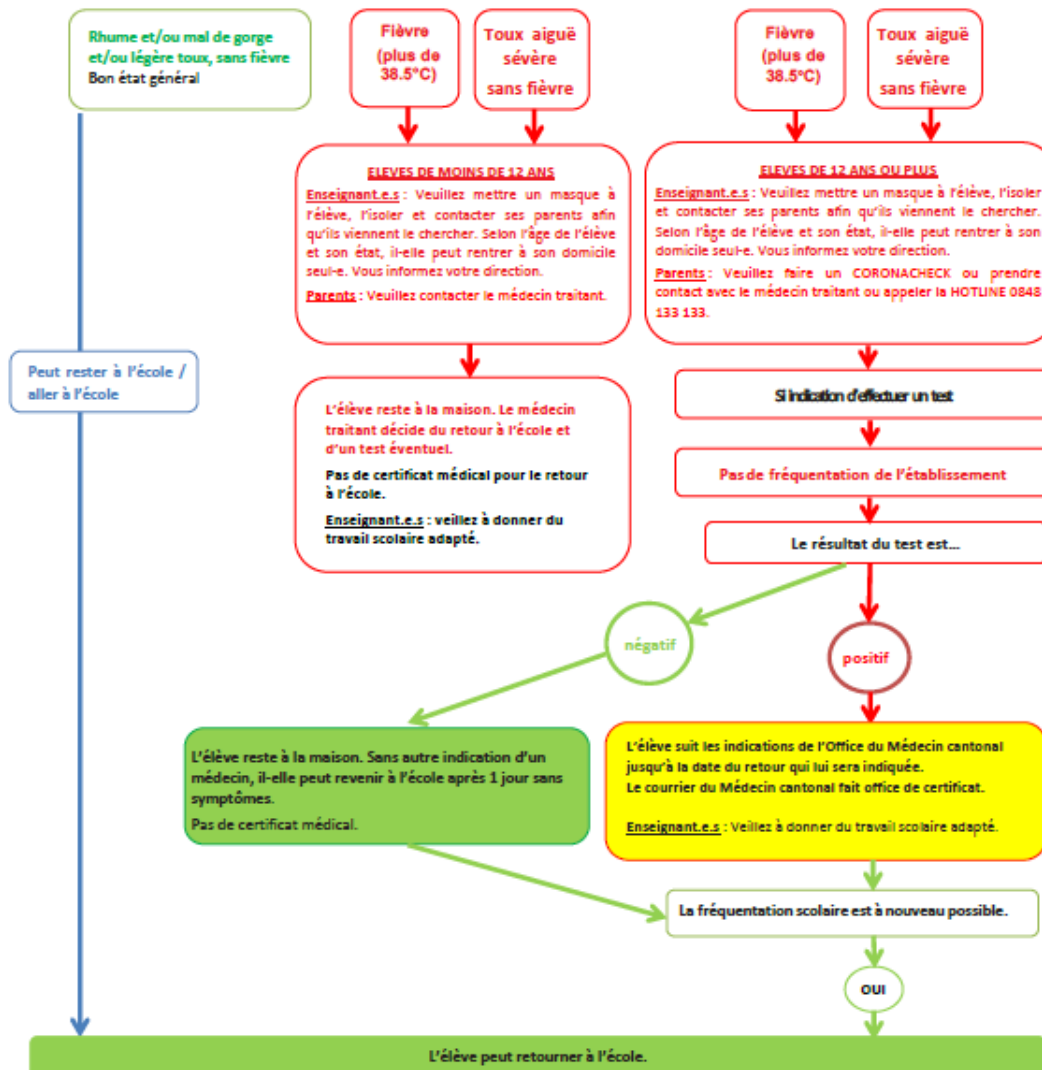 Rhume et/ou mal de gorge
et/ou légère toux, sans fièvre
Bon état général
Fièvre
(plus de
38.5°C)
Toux aiguë
sévère
sans fièvre
Fièvre
(plus de
38.5°C)
Toux aiguë
sévère
sans fièvre
ELEVES DE MOINS DE 12 ANS
Enseignant.e.s : Veuillez mettre un masque à
l'élève, l'isoler et contacter ses parents afin
qu'ils viennent le chercher. Selon l'âge de l'élève
et son état, il-elle peut rentrer à son domicile
seul-e. Vous informez votre direction.
Parents : Veuillez contacter le médecin traitant.
ELEVES DE 12 ANS OU PLUS
Enseignant.e.s : Veuillez mettre un masque à l'élève, l'isoler
et contacter ses parents afin qu'ils viennent le chercher.
Selon l'âge de l'élève et son état, il-elle peut rentrer à son
domicile seul-e. Vous informez votre direction.
Parents : Veuillez faire un CORONACHECK ou prendre
contact avec le médecin traitant ou appeler la HOTLINE 0848
133 133.
Peut rester à l'école /
aller à l'école
L'élève reste à la maison. Le médecin
traitant décide du retour à l'école et
d'un test éventuel.
Pas de certificat médical pour le retour
à l'école.
Enseignant.e.s : veillez à donner du
travail scolaire adapté.
Si indication d'effectuer un test
Pas de fréquentation de l'établissement
Le résultat du test est...
négatif
positif
L'élève reste à la maison. Sans autre indication d'un
médecin, il-elle peut revenir à l'école après 1 jour sans
symptômes.
Pas de certificat médical.
L'élève suit les indications de l'Office du Médecin cantonal
jusqu'à la date du retour qui lui sera indiquée.
Le courrier du Médecin cantonal fait office de certificat.
Enseignant.e.s : Veillez à donner du travail scolaire adapté.
La fréquentation scolaire est à nouveau possible.
OUI
L'élève peut retourner à l'école.